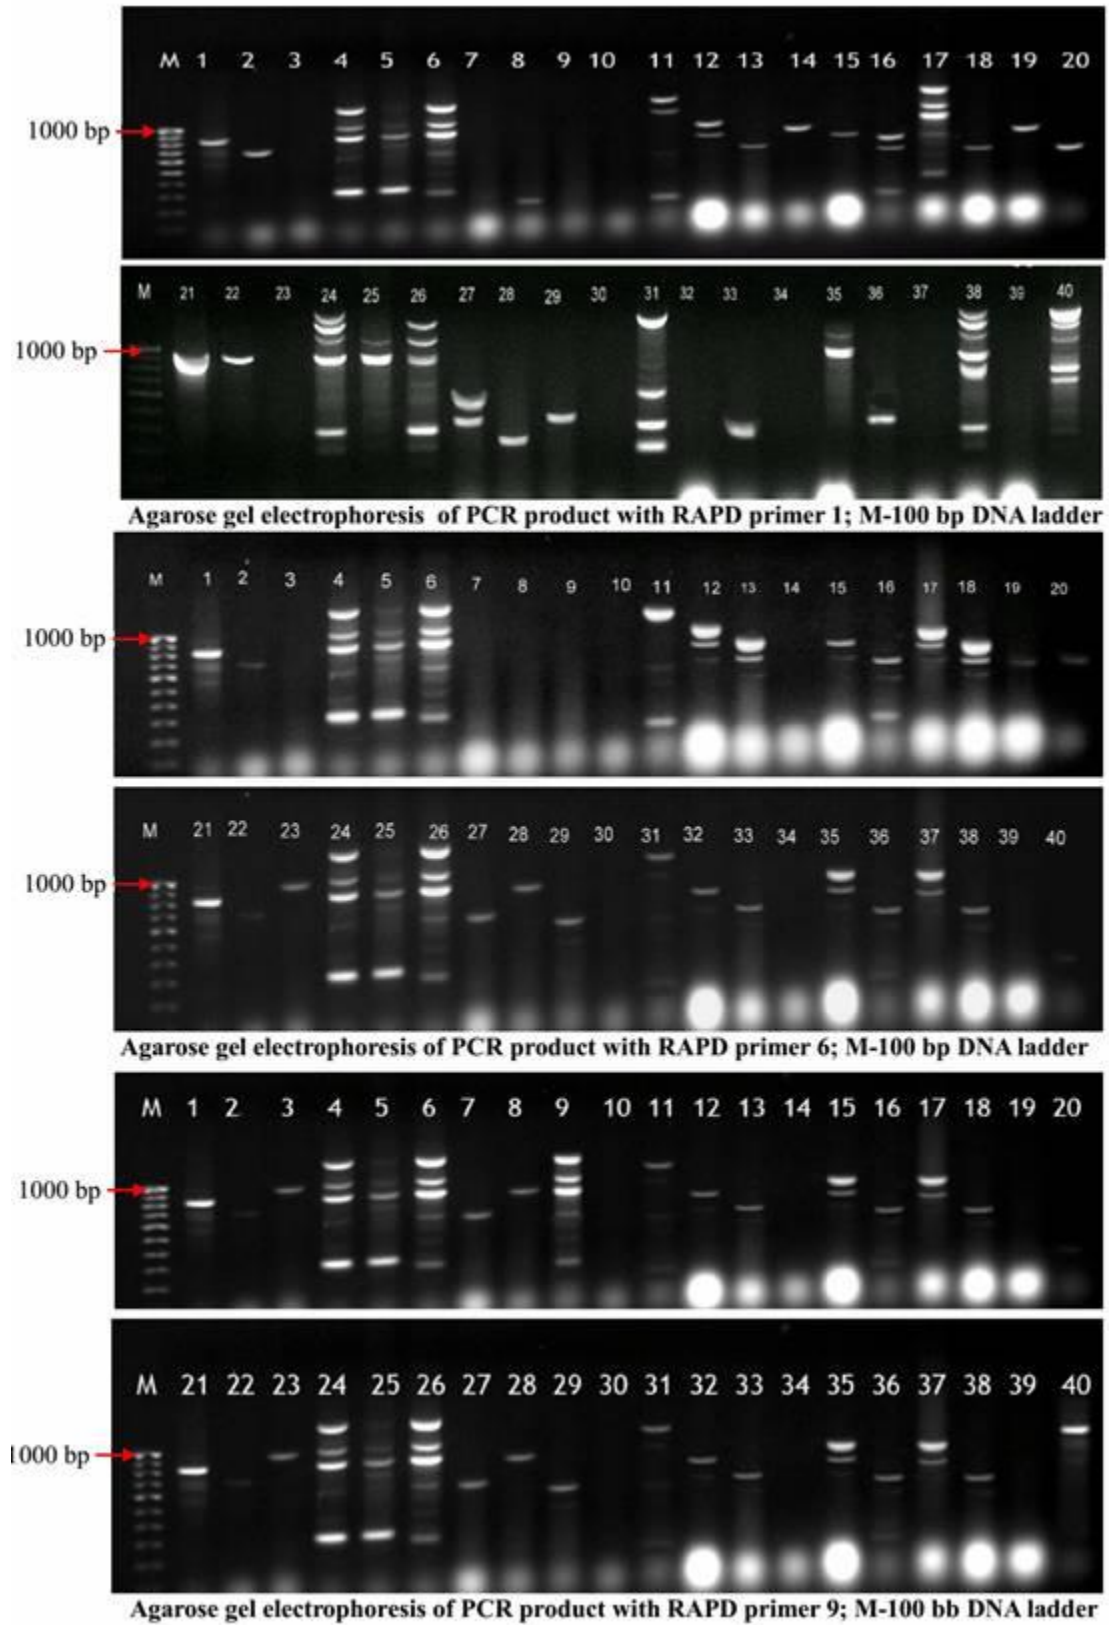 M 1 2 3 4 5 6 7 8 9 10 11 12 13 14 15 16 17 18 19 20
1000 bp
M 21 22 23 24 25 26 27 28 29 30 31 32 33 34 35 36 37 38 39 40
1000 bp
Agarose gel electrophoresis of PCR product with RAPD primer 1; M-100 bp DNA ladder
M 1 2 3 4 5 6 7 8 9 10 11 12 13 14 15 16 17 18 19 20
1000 bp
M 21 22 23 24 25 26 27 28 29 30 31 32 33 34 35 36 37 38 39 40
1000 bp
Agarose gel electrophoresis of PCR product with RAPD primer 6; M-100 bp DNA ladder
M 1 2 3 4 5 6 7 8 9 10 11 12 13 14 15 16 17 18 19 20
1000 bp
M 21 22 23 24 25 26 27 28 29 30 31 32 33 34 35 36 37 38 39 40
1000 bp
Agarose gel electrophoresis of PCR product with RAPD primer 9; M-100 bb DNA ladder